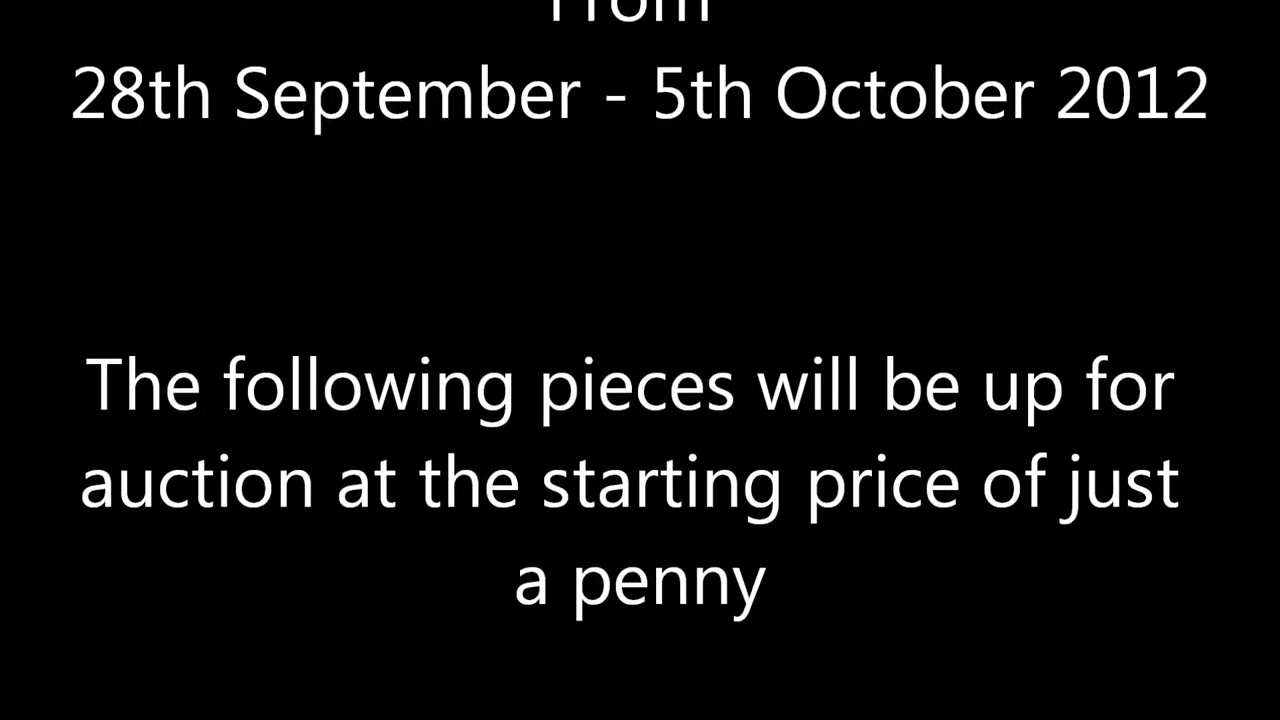 From
28th September - 5th October 2012
The following pieces will be up for
auction at the starting price of just
a penny